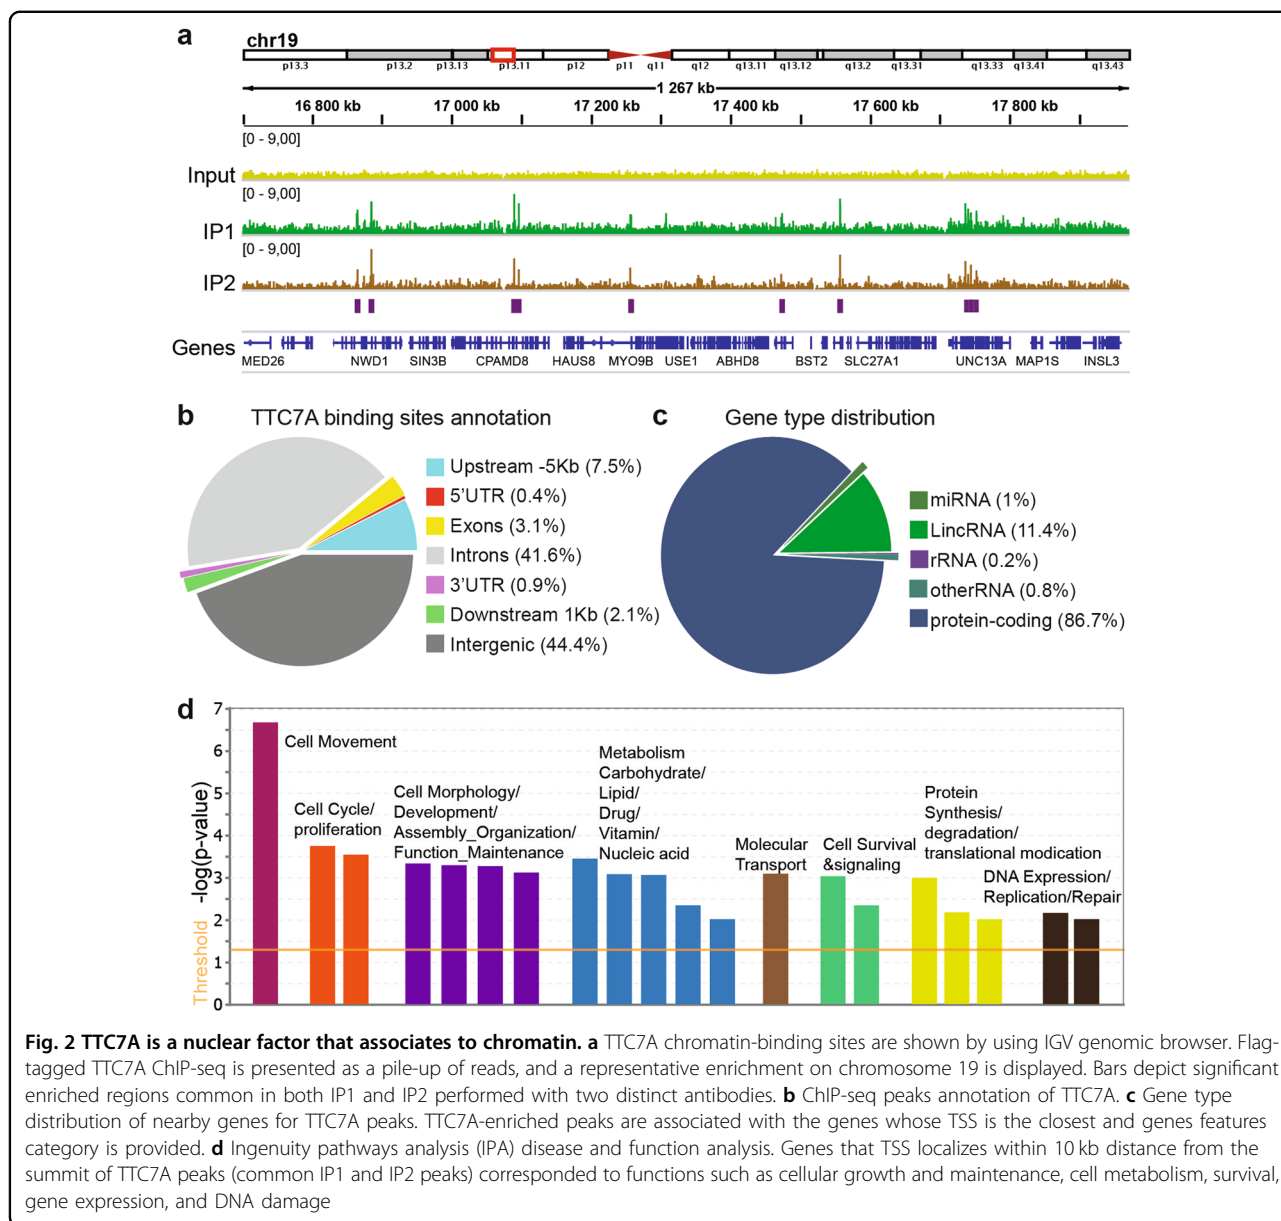 a
chr19
p13.3 p13.2 p13.13 p13.11 p12 p11 q11 q12 q13.11 q13.12 q13.2 q13.31 q13.33 q13.41 q13.43
1 267 kb
16 800 kb 17 000 kb 17 200 kb 17 400 kb 17 600 kb 17 800 kb
[0 - 9,00]
Input
[0 - 9,00]
IP1
[0 - 9,00]
IP2
Genes
MED26 NWD1 SIN3B CPAMD8 HAUS8 MYO9B USE1 ABHD8 BST2 SLC27A1 UNC13A MAP1S INSL3
b TTC7A binding sites annotation
Upstream -5Kb (7.5%)
5'UTR (0.4%)
Exons (3.1%)
Introns (41.6%)
3'UTR (0.9%)
Downstream 1Kb (2.1%)
Intergenic (44.4%)
c Gene type distribution
miRNA (1%)
LincRNA (11.4%)
rRNA (0.2%)
otherRNA (0.8%)
protein-coding (86.7%)
d
Threshold -log(p-value)
7
6
5
4
3
2
1
0
Cell Movement
Cell Cycle/
proliferation
Cell Morphology/
Development/
Assembly_Organization/
Function_Maintenance
Metabolism
Carbohydrate/
Lipid/
Drug/
Vitamin/
Nucleic acid
Molecular
Transport
Cell Survival
&signaling
Protein
Synthesis/
degradation/
translational modication
DNA Expression/
Replication/Repair
Fig. 2 TTC7A is a nuclear factor that associates to chromatin. a TTC7A chromatin-binding sites are shown by using IGV genomic browser. Flag-
tagged TTC7A ChIP-seq is presented as a pile-up of reads, and a representative enrichment on chromosome 19 is displayed. Bars depict significant
enriched regions common in both IP1 and IP2 performed with two distinct antibodies. b ChIP-seq peaks annotation of TTC7A. c Gene type
distribution of nearby genes for TTC7A peaks. TTC7A-enriched peaks are associated with the genes whose TSS is the closest and genes features
category is provided. d Ingenuity pathways analysis (IPA) disease and function analysis. Genes that TSS localizes within 10 kb distance from the
summit of TTC7A peaks (common IP1 and IP2 peaks) corresponded to functions such as cellular growth and maintenance, cell metabolism, survival,
gene expression, and DNA damage